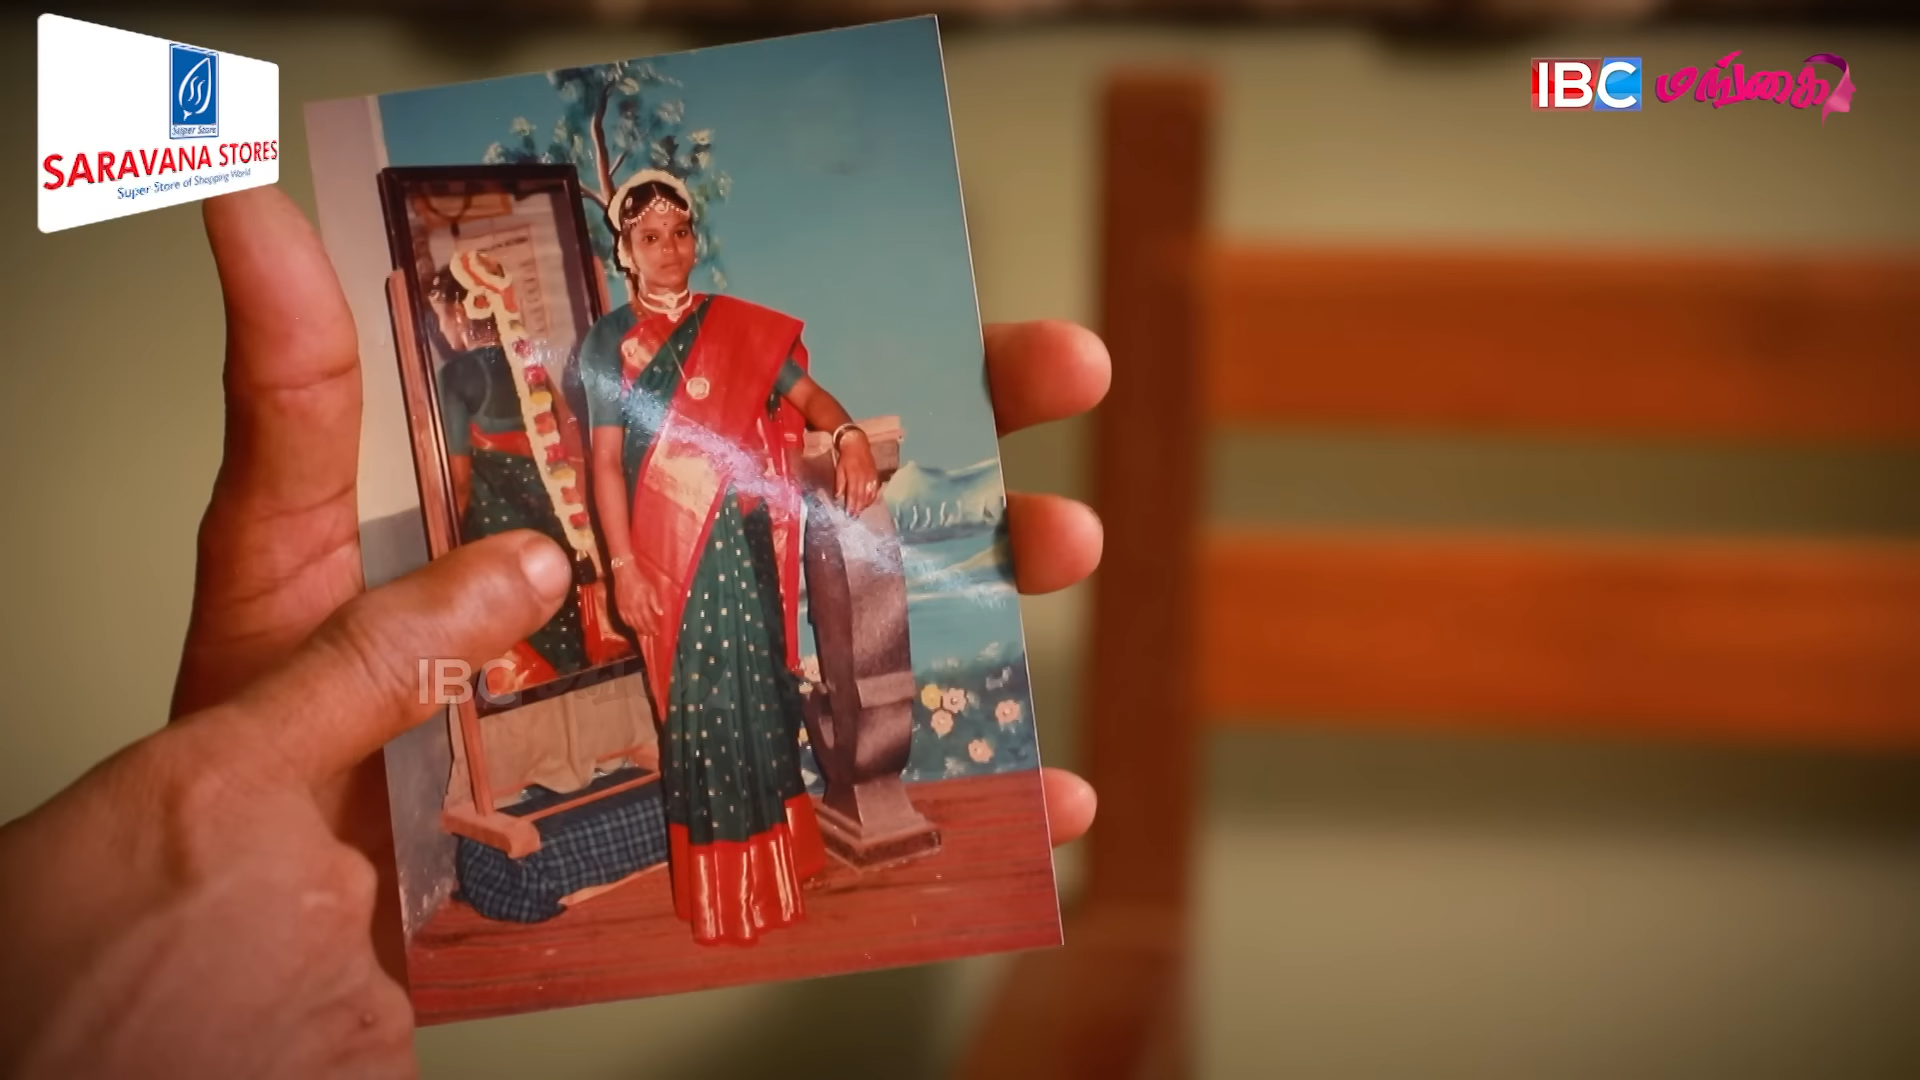 Super Store
SARAVANA STORES
Super Store of Shopping World
IBC மங்கை
IBC